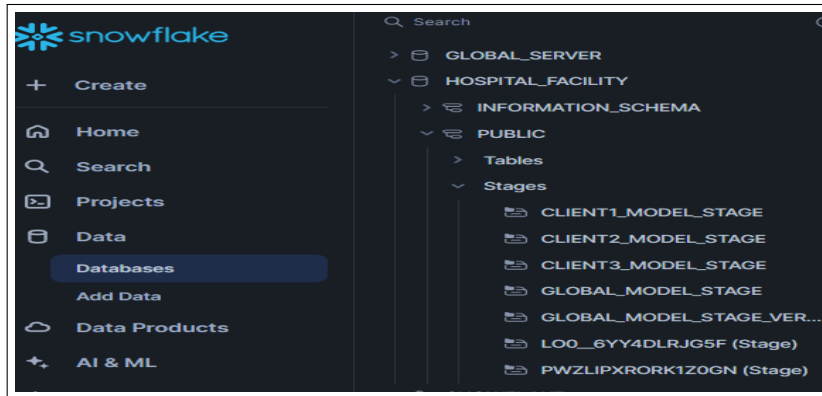 snowflake
Create
Home
Search
Projects
Data
Databases
Add Data
Data Products
AI & ML
Search
GLOBAL_SERVER
HOSPITAL_FACILITY
INFORMATION_SCHEMA
PUBLIC
Tables
Stages
CLIENT1_MODEL_STAGE
CLIENT2_MODEL_STAGE
CLIENT3_MODEL_STAGE
GLOBAL_MODEL_STAGE
GLOBAL_MODEL_STAGE_VER...
LO0__6YY4DLRJG5F (Stage)
PWZLIPXRORK1Z0GN (Stage)